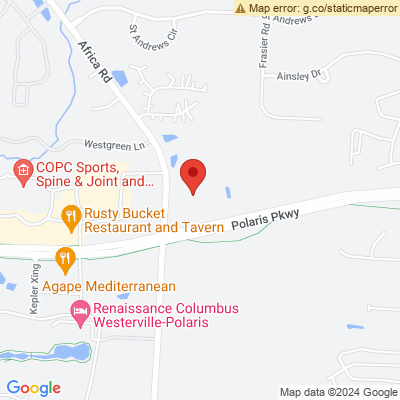 Map error: g.co/staticmaperror
St Andrews Cir
St Andrews Dr
Frasier Rd
Africa Rd
Ainsley Dr
Westgreen Ln
COPC Sports,
Spine & Joint and...
Rusty Bucket
Restaurant and Tavern
Polaris Pkwy
Kepler Xing
Agape Mediterranean
Renaissance Columbus
Westerville-Polaris
Google
Map data ©2024 Google